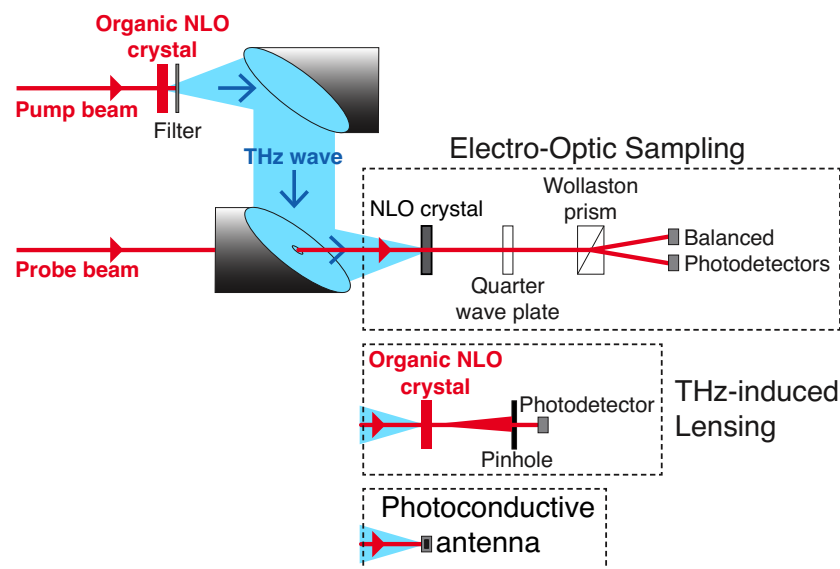 Organic NLO
crystal
Pump beam
Filter
THz wave
Electro-Optic Sampling
Wollaston
prism
NLO crystal
Balanced
Photodetectors
Probe beam
Quarter
wave plate
Organic NLO
crystal
Photodetector
Pinhole
THz-induced
Lensing
Photoconductive
antenna